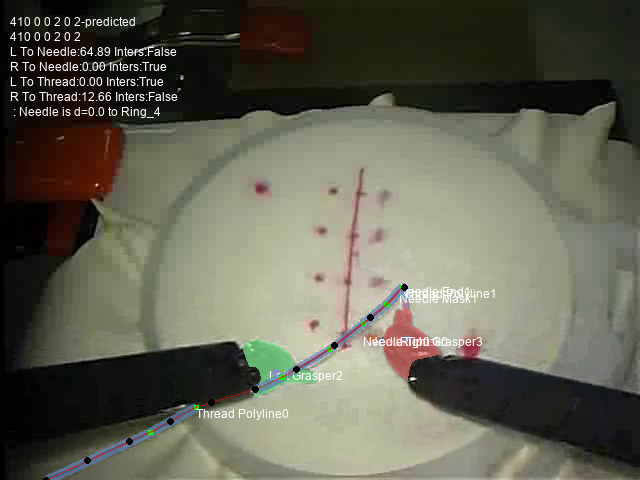 410 0 0 2 0 2-predicted
410 0 0 2 0 2
L To Needle:64.89 Inters:False
R To Needle:0.00 Inters:True
L To Thread:0.00 Inters:True
R To Thread:12.66 Inters:False
: Needle is d=0.0 to Ring_4
Needle Mask1
Grasper3
Grasper2
Thread Polyline0